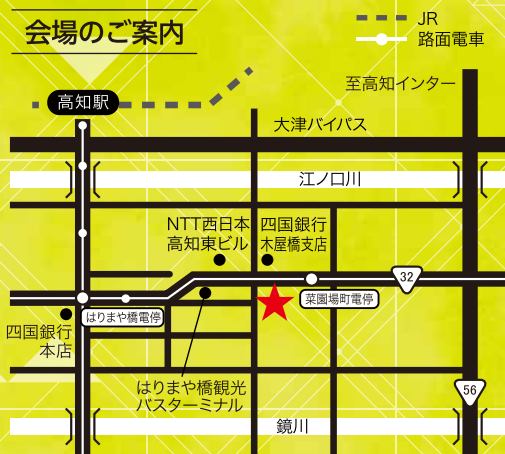 会場のご案内
JR
路面電車
至高知インター
高知駅
大津バイパス
江ノ口川
NTT西日本
高知東ビル
四国銀行
木屋橋支店
32
菜園場町電停
はりまや橋電停
四国銀行
本店
はりまや橋観光
バスターミナル
56
鏡川